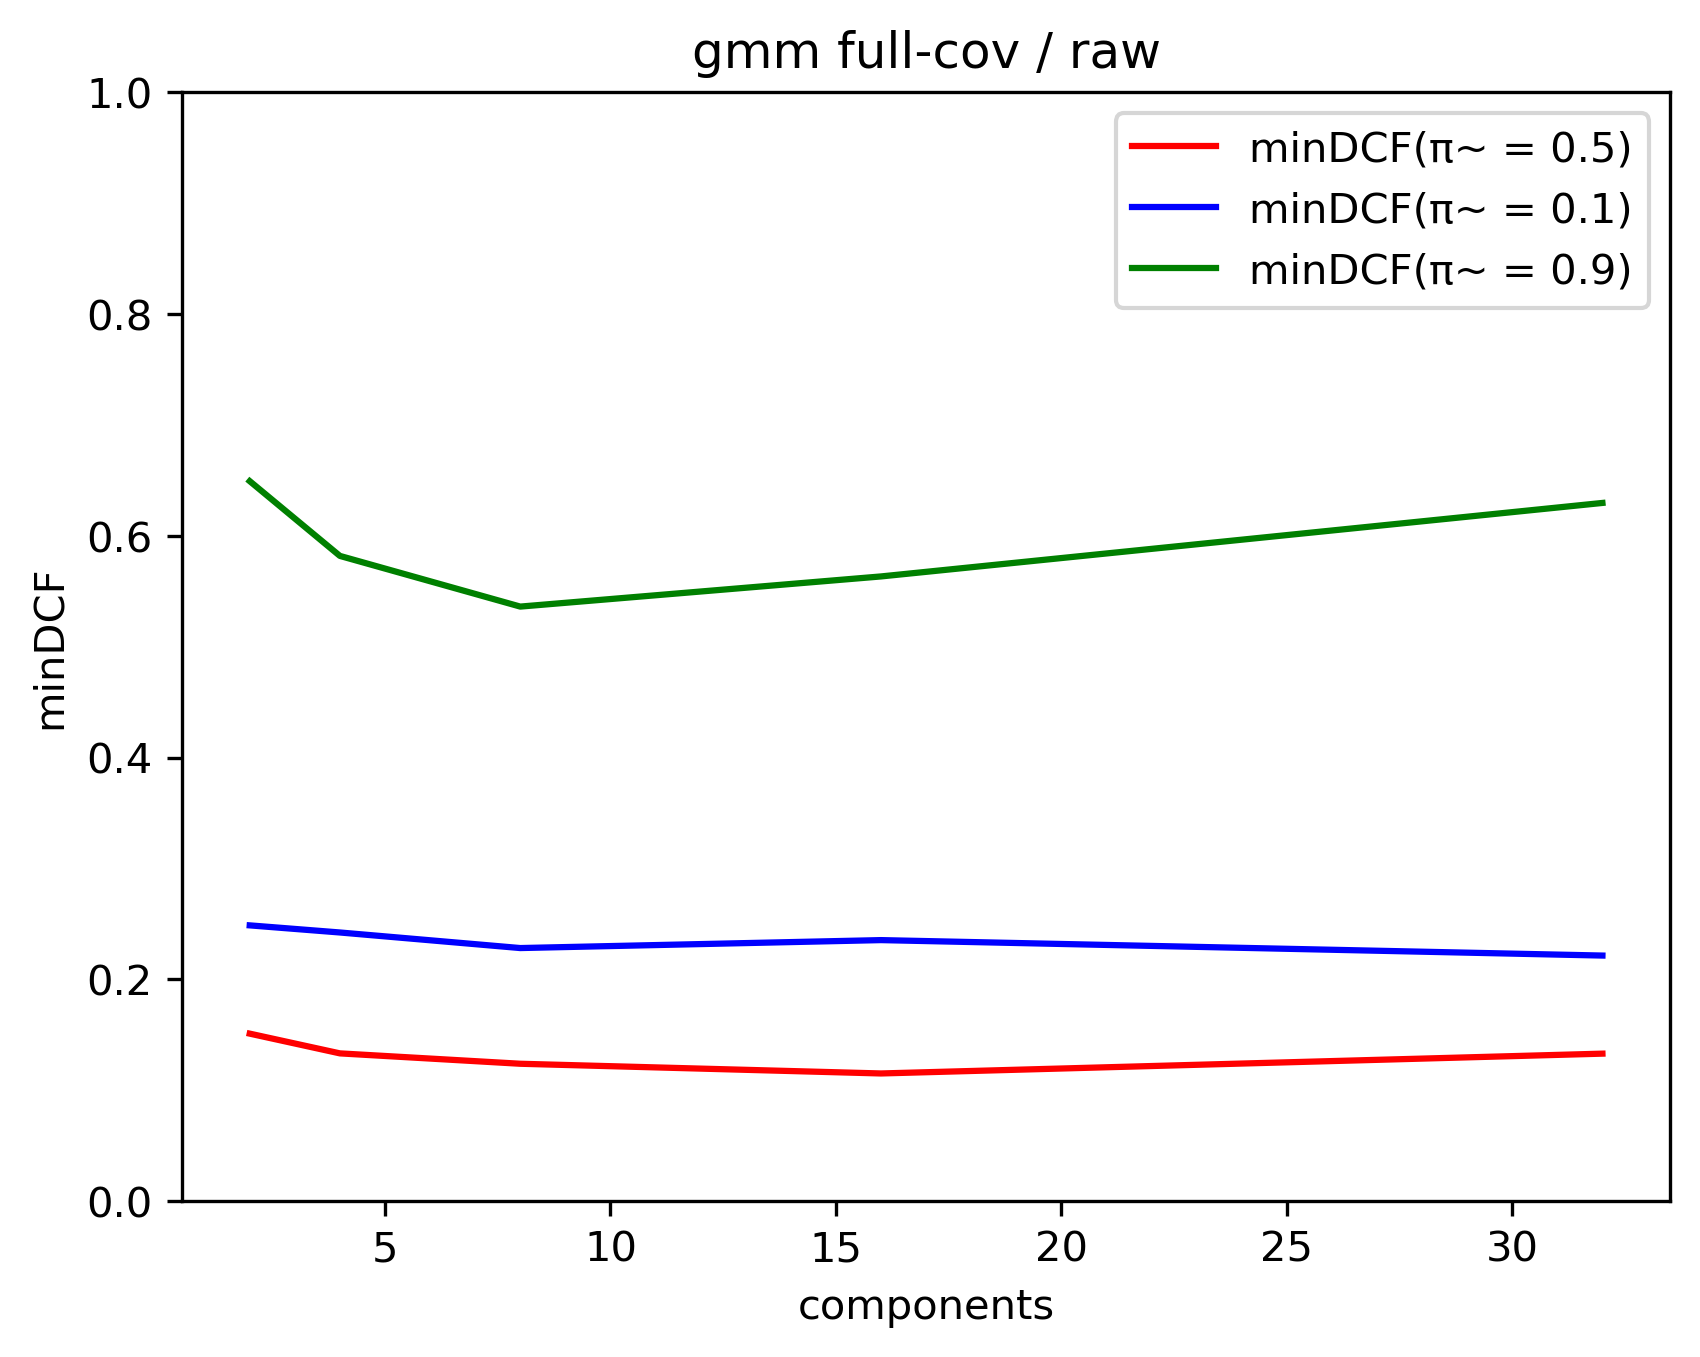 gmm full-cov / raw
minDCF(π~ = 0.5)
minDCF(π~ = 0.1)
minDCF(π~ = 0.9)
1.0
0.8
0.6
0.4
0.2
0.0
minDCF
5 10 15 20 25 30
components